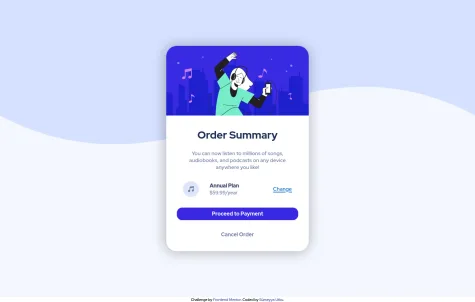 Order Summary
You can now listen to millions of songs,
audiobooks, and podcasts on any device
anywhere you like!
Annual Plan
$59.99/year
Change
Proceed to Payment
Cancel Order
Challenge by Frontend Mentor. Coded by